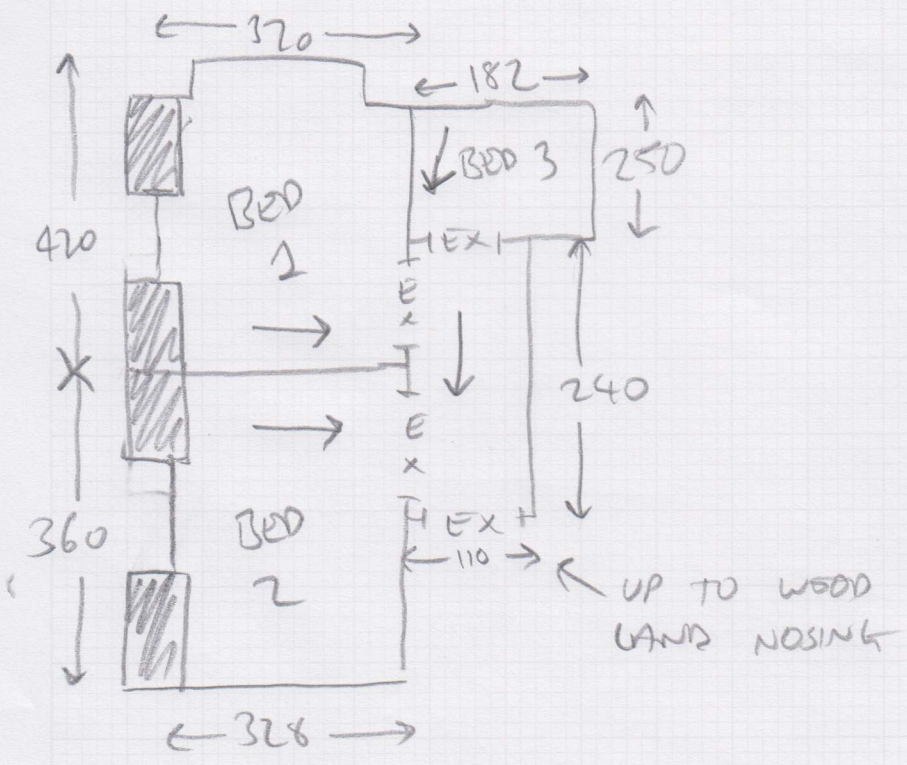 320
182
BED 3
250
BED
1
420
EX
E
x
240
E
x
EX
360
BED
2
110
UP TO WOOD
LAND NOSING
328